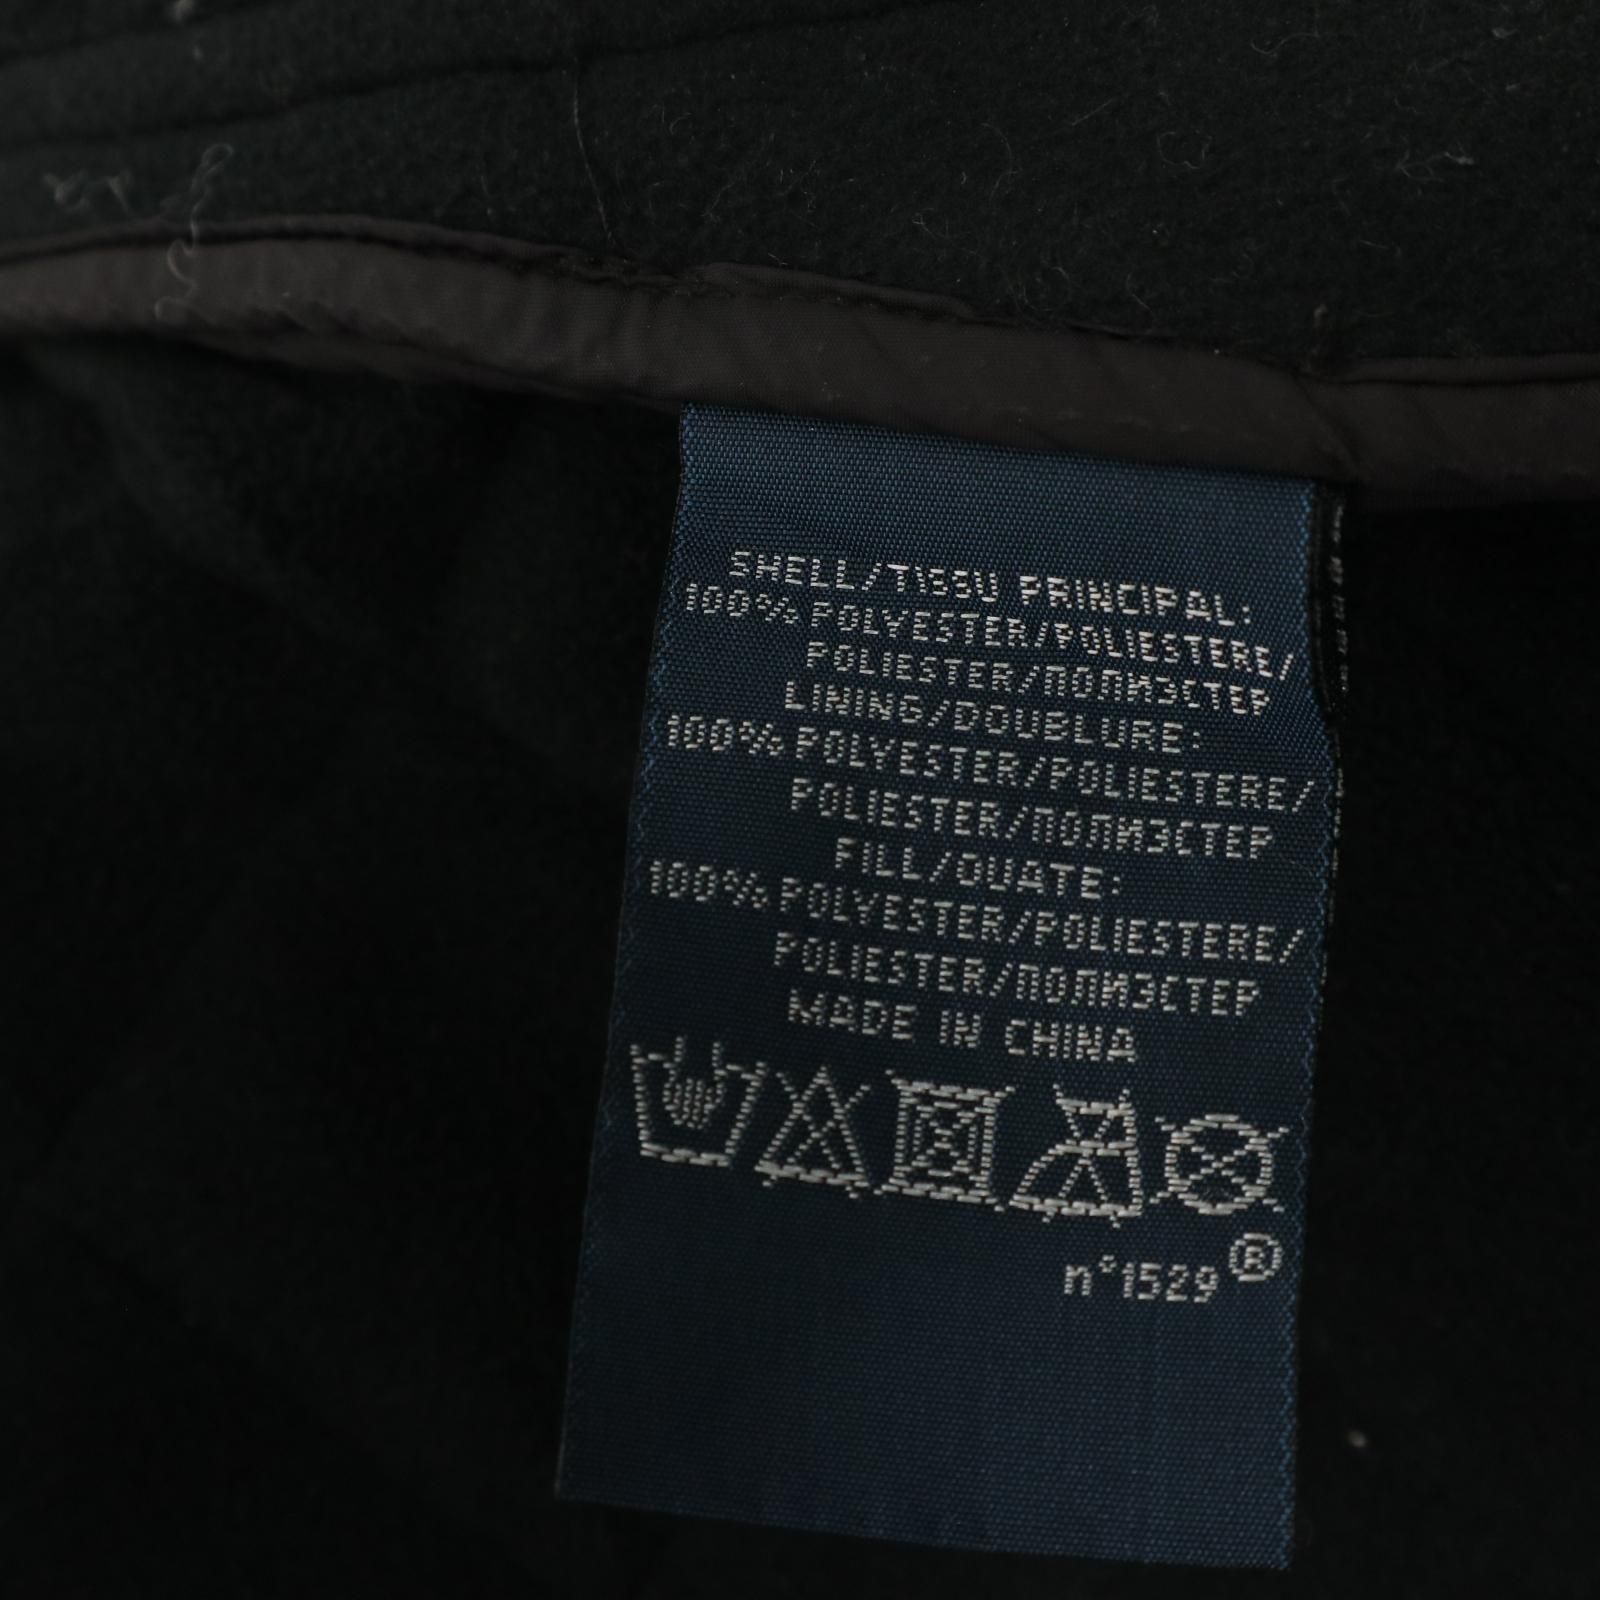 SHELL/TISSU PRINCIPAL:
100% POLYESTER/POLIESTERE/
POLIESTER/ПОЛИЭСТЕР
LINING/DOUBLURE:
100% POLYESTER/POLIESTERE/
POLIESTER/ПОЛИЭСТЕР
FILL/OUATE:
100% POLYESTER/POLIESTERE/
POLIESTER/ПОЛИЭСТЕР
MADE IN CHINA
n°1529®